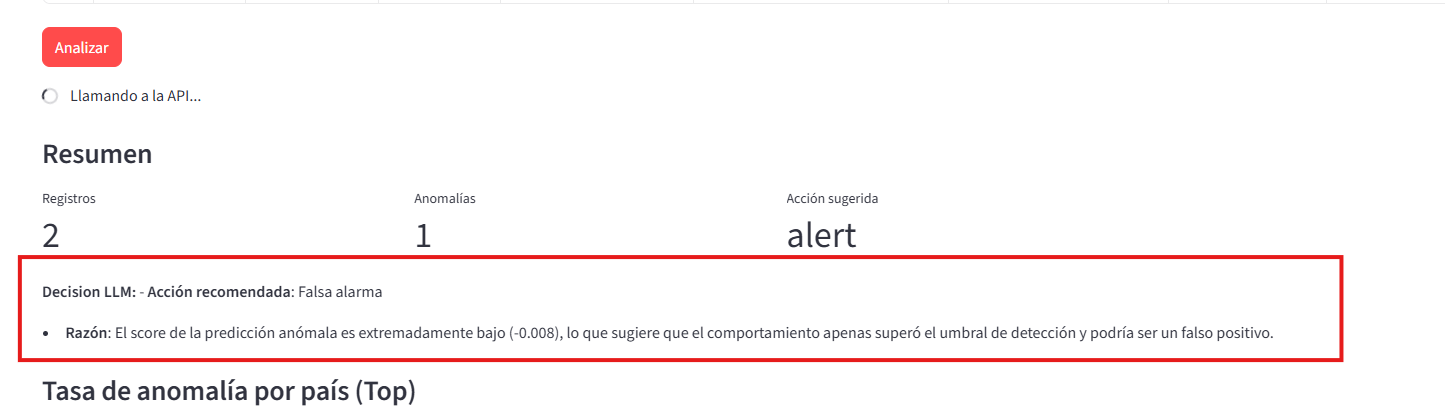 Analizar
Llamando a la API...
Resumen
Registros
Anomalías
Acción sugerida
2
1
alert
Decision LLM: - Acción recomendada: Falsa alarma
• Razón: El score de la predicción anómala es extremadamente bajo (-0.008), lo que sugiere que el comportamiento apenas superó el umbral de detección y podría ser un falso positivo.
Tasa de anomalía por país (Top)